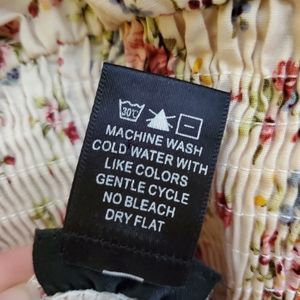 30°C
MACHINE WASH
COLD WATER WITH
LIKE COLORS
GENTLE CYCLE
NO BLEACH
DRY FLAT